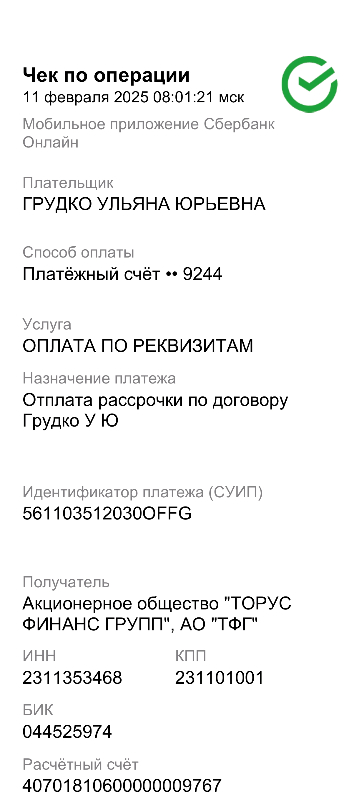 Чек по операции
11 февраля 2025 08:01:21 мск
Мобильное приложение Сбербанк
Онлайн
Плательщик
ГРУДКО УЛЬЯНА ЮРЬЕВНА
Способ оплаты
Платёжный счёт •• 9244
Услуга
ОПЛАТА ПО РЕКВИЗИТАМ
Назначение платежа
Отплата рассрочки по договору
Грудко У Ю
Идентификатор платежа (СУИП)
561103512030OFFG
Получатель
Акционерное общество "ТОРУС
ФИНАНС ГРУПП", АО "ТФГ"
ИНН КПП
2311353468 231101001
БИК
044525974
Расчётный счёт
40701810600000009767